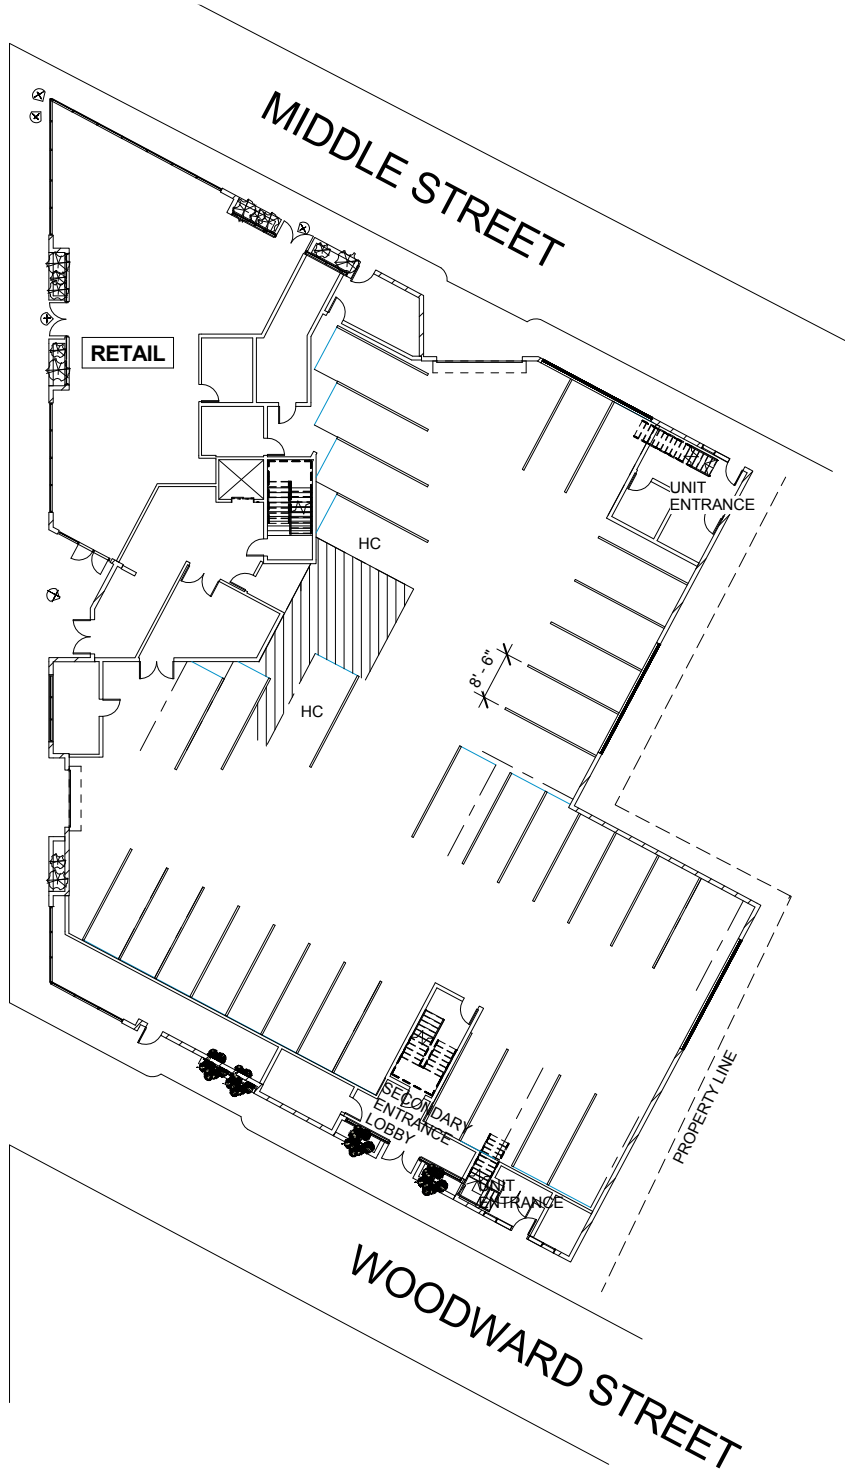 MIDDLE STREET
RETAIL
UNIT
ENTRANCE
HC
8' - 6"
HC
PROPERTY LINE
SECONDARY
ENTRANCE
LOBBY
UNIT
ENTRANCE
WOODWARD STREET